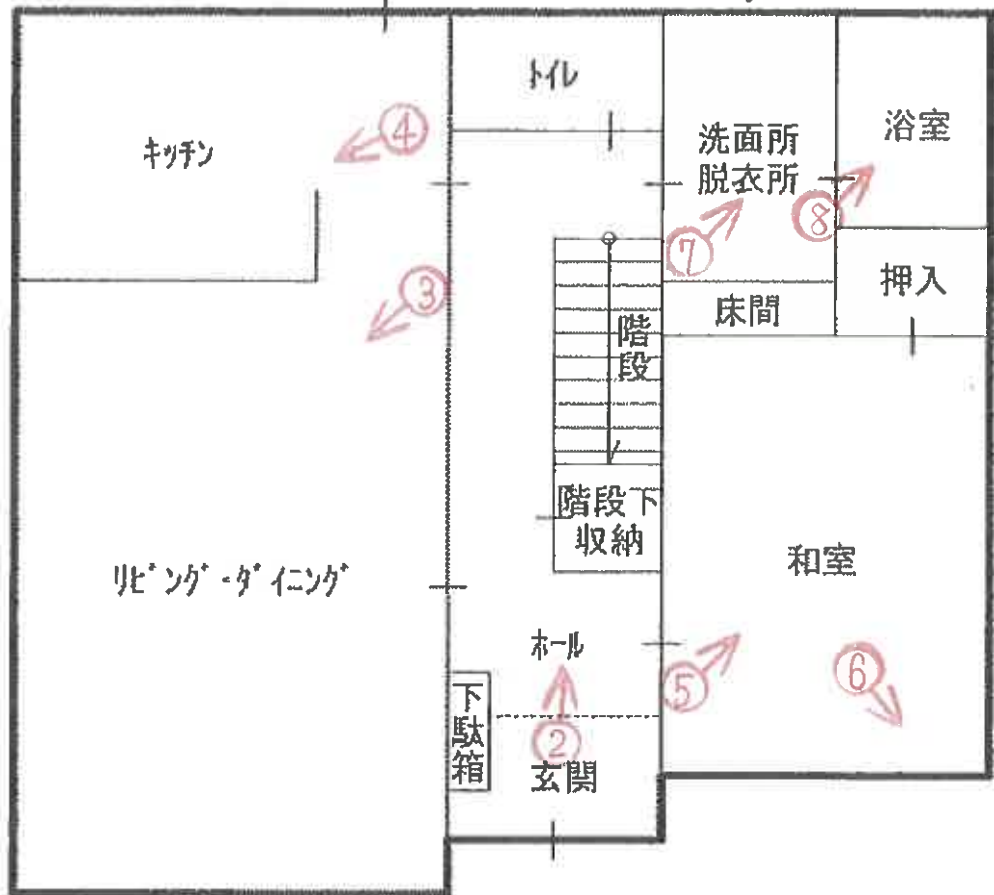 トイレ
キッチン
④
洗面所
脱衣所
浴室
⑧
⑦
③
押入
床間
階
段
階段下
収納
リビング・ダイニング
和室
ホール
⑤
⑥
下
駄
箱
②
玄関